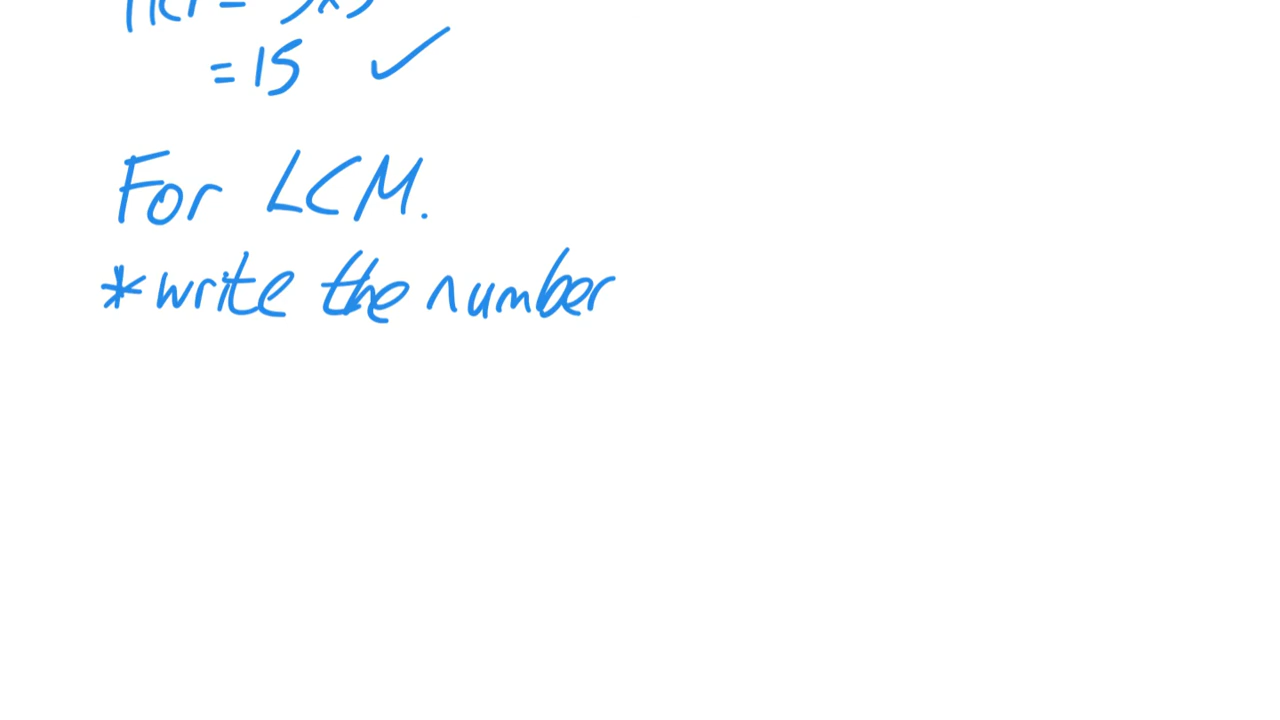 = 15 ✓
For LCM.
*write the number